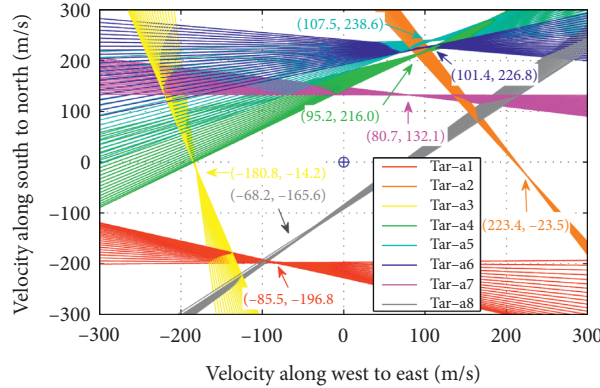 Velocity along south to north (m/s)
300
200
100
0
−100
−200
−300
(107.5, 238.6)
(101.4, 226.8)
(95.2, 216.0)
(80.7, 132.1)
(−180.8, −14.2)
(−68.2, −165.6)
(223.4, −23.5)
(−85.5, −196.8
Tar–a1
Tar–a2
Tar–a3
Tar–a4
Tar–a5
Tar–a6
Tar–a7
Tar–a8
−300 −200 −100 0 100 200 300
Velocity along west to east (m/s)